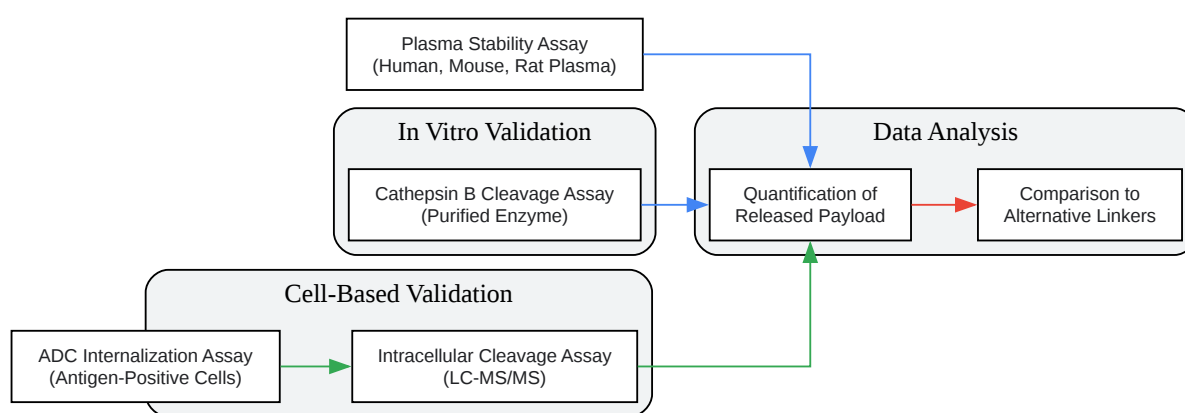 Plasma Stability Assay
(Human, Mouse, Rat Plasma)
In Vitro Validation
Cathepsin B Cleavage Assay
(Purified Enzyme)
Data Analysis
Quantification of
Released Payload
Comparison to
Alternative Linkers
Cell-Based Validation
ADC Internalization Assay
(Antigen-Positive Cells)
Intracellular Cleavage Assay
(LC-MS/MS)